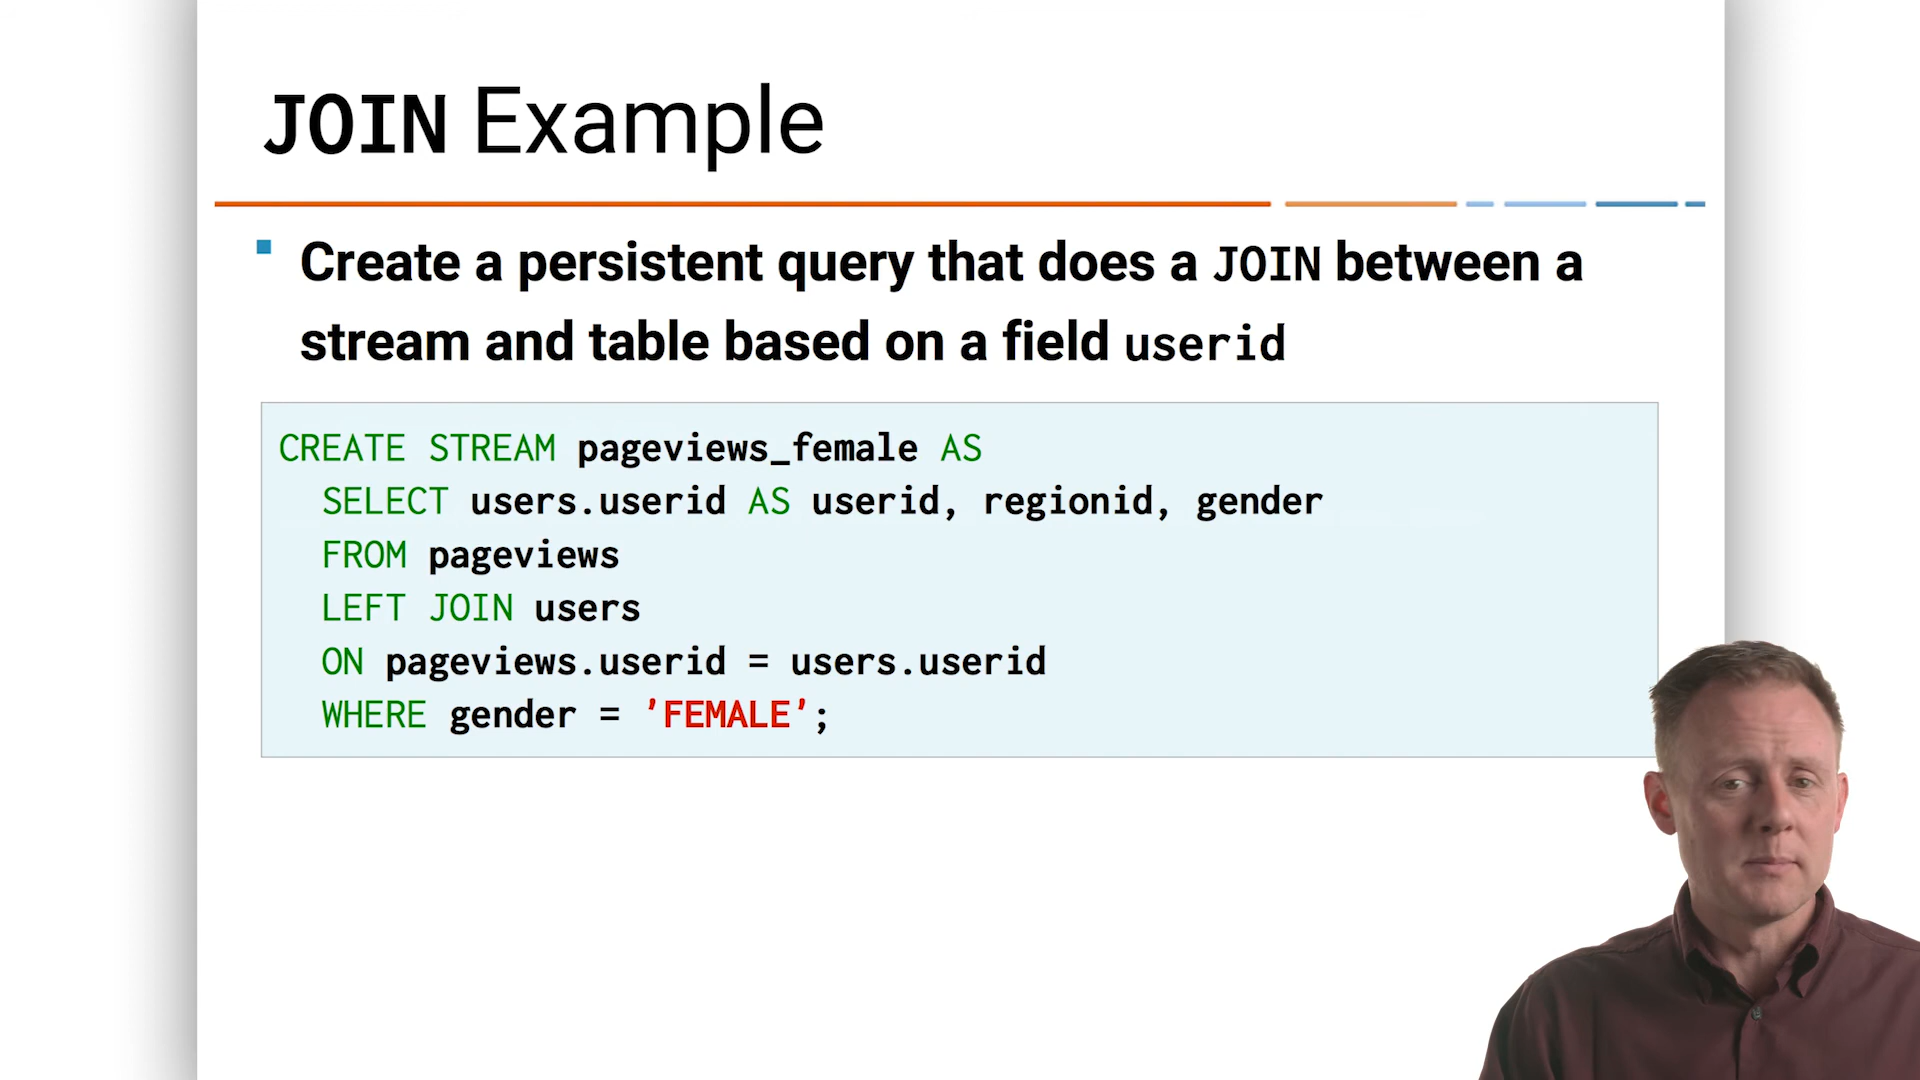 JOIN Example
Create a persistent query that does a JOIN between a
stream and table based on a field userid
CREATE STREAM pageviews_female AS
SELECT users.userid AS userid, regionid, gender
FROM pageviews
LEFT JOIN users
ON pageviews.userid = users.userid
WHERE gender = 'FEMALE';